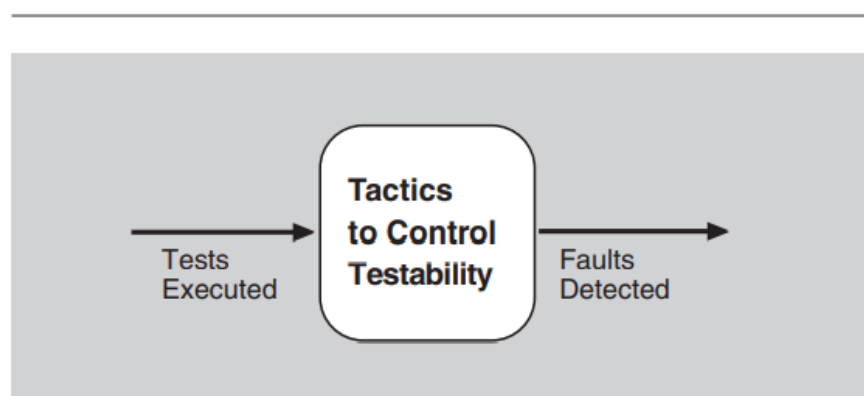 Tactics
to Control
Testability
Tests
Executed
Faults
Detected